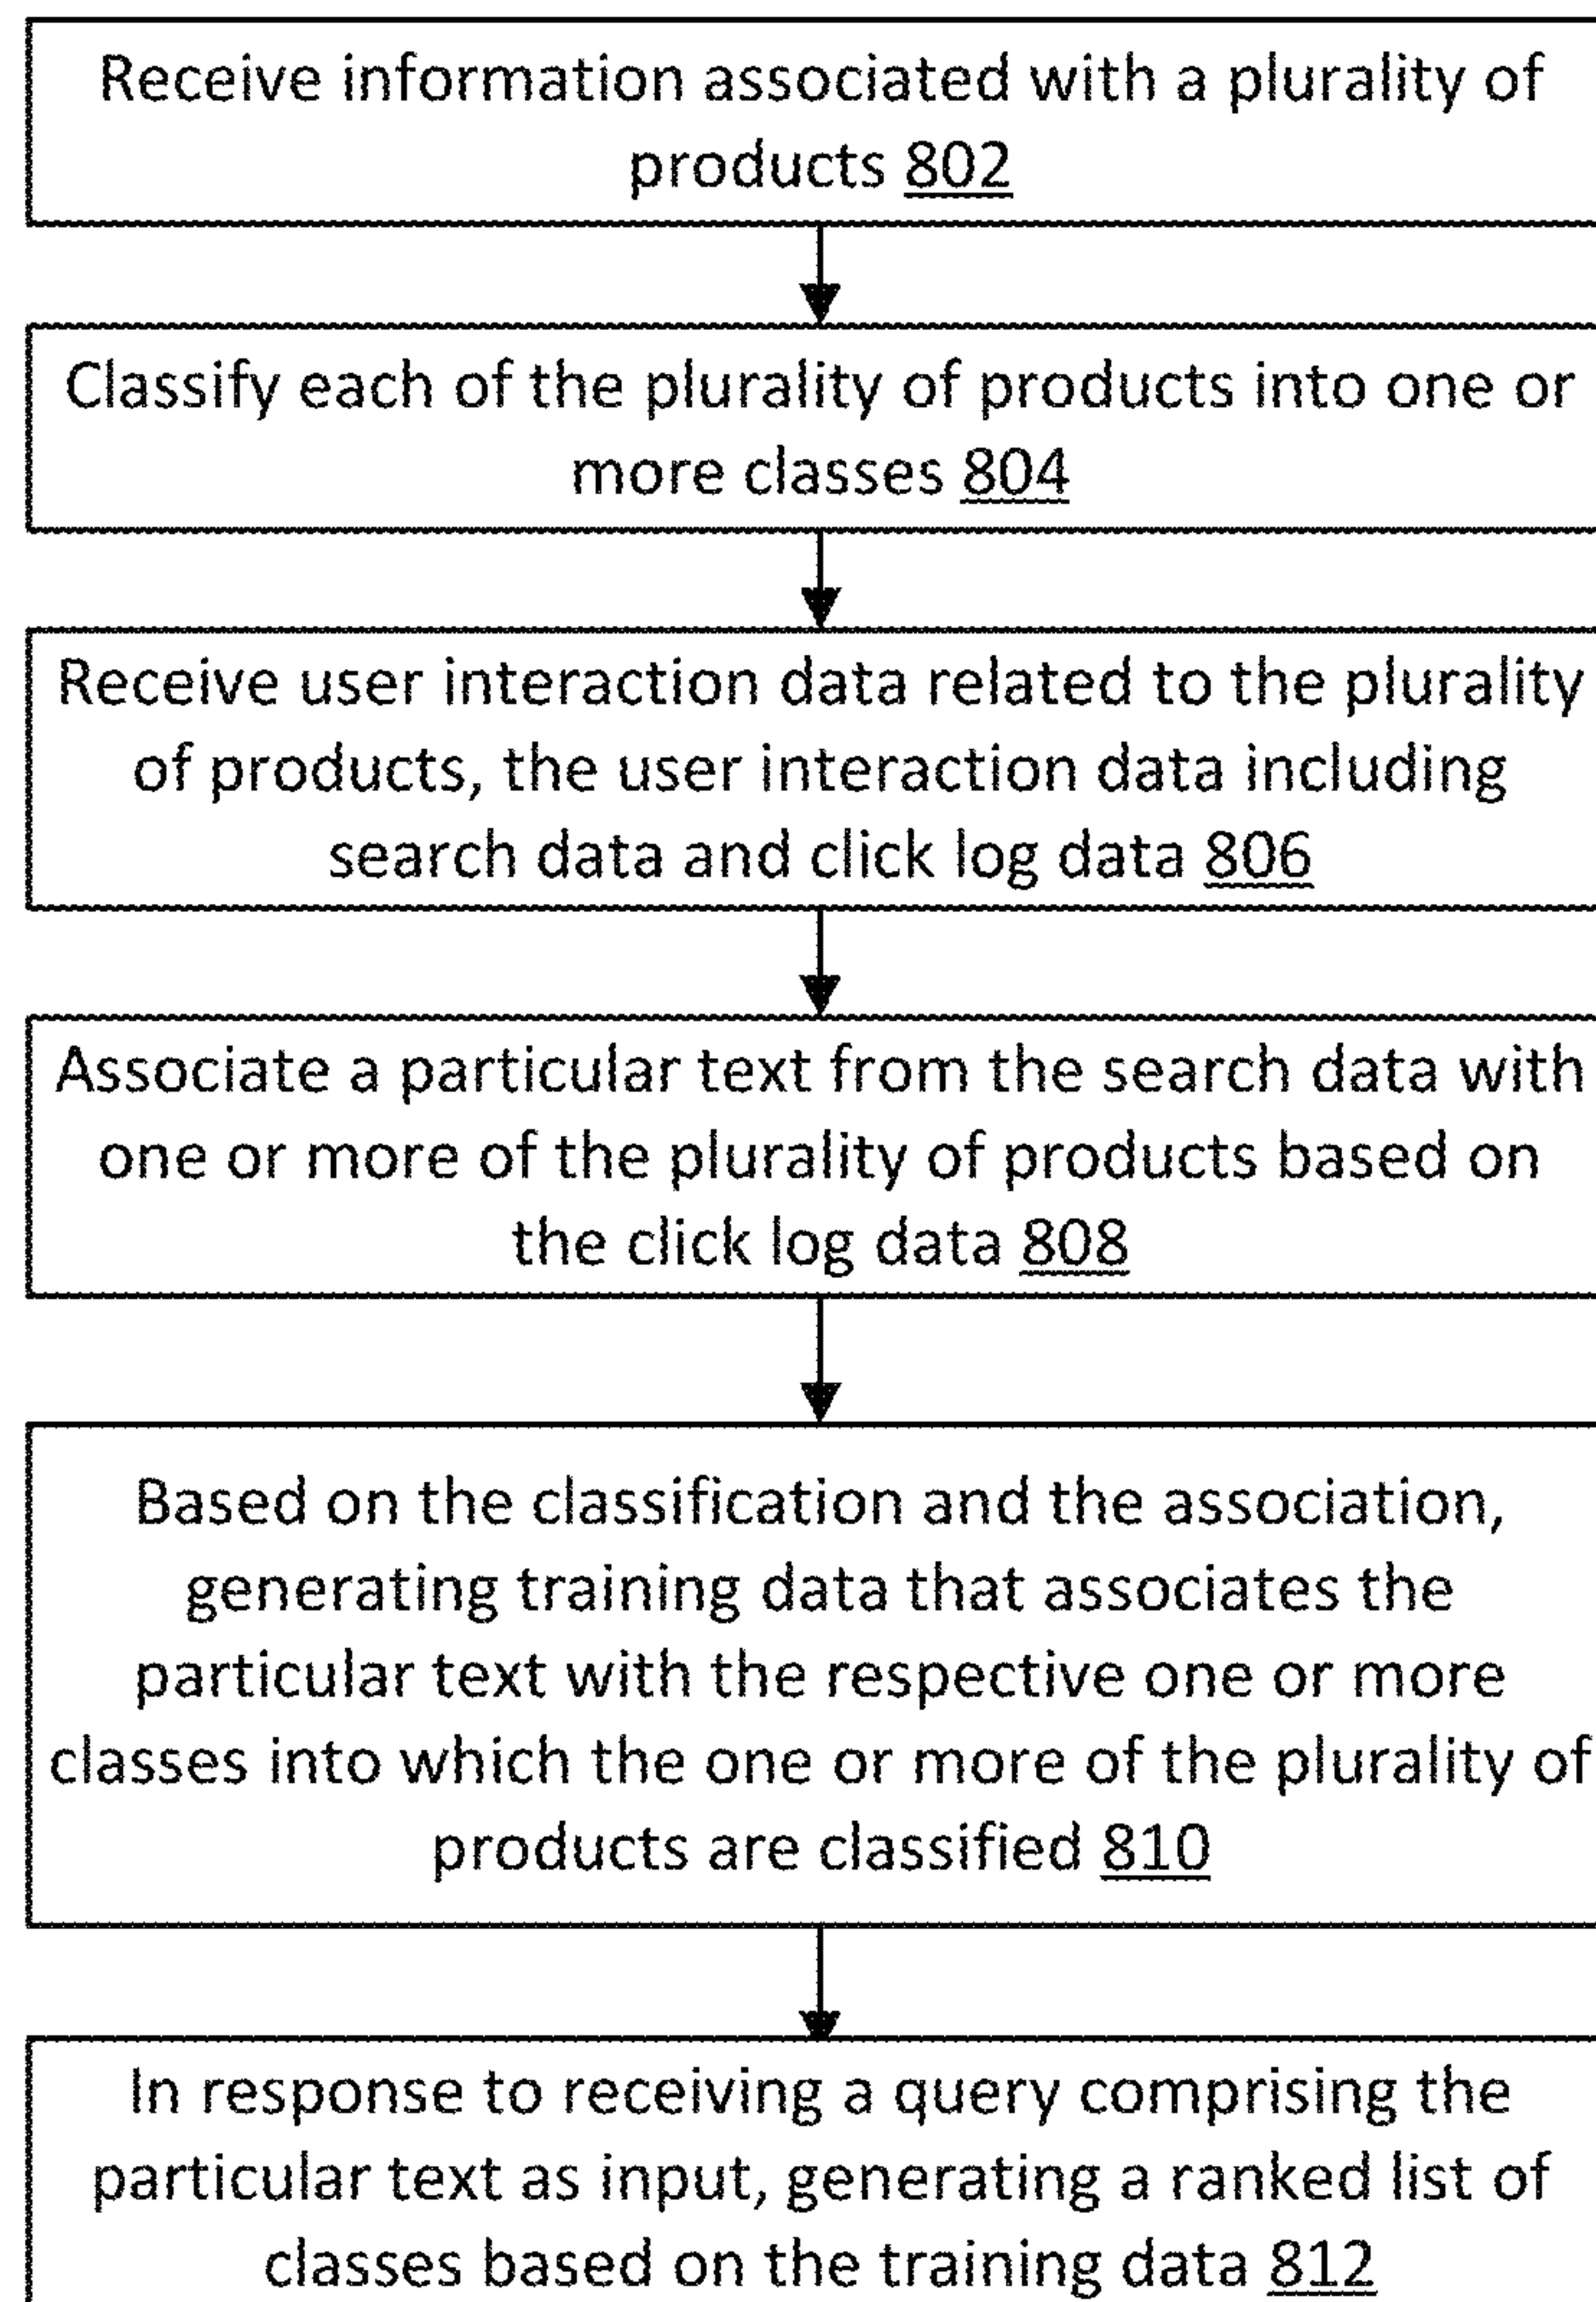 Receive information associated with a plurality of
products 802
Classify each of the plurality of products into one or
more classes 804
Receive user interaction data related to the plurality
of products, the user interaction data including
search data and click log data 806
Associate a particular text from the search data with
one or more of the plurality of products based on
the click log data 808
Based on the classification and the association,
generating training data that associates the
particular text with the respective one or more
classes into which the one or more of the plurality of
products are classified 810
In response to receiving a query comprising the
particular text as input, generating a ranked list of
classes based on the training data 812